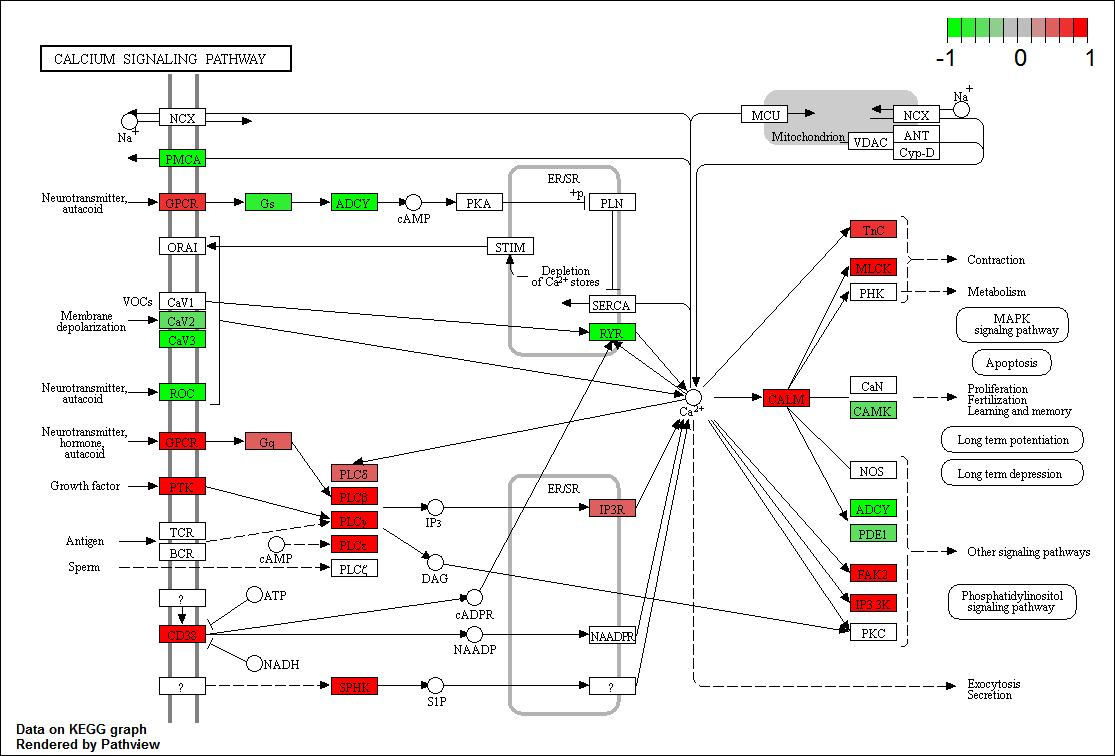 -1 0 1
CALCIUM SIGNALING PATHWAY
NCX
Na+
PMCA
Neurotransmitter,
autacoid
GPCR
Gs
ADCY
cAMP
PKA
ER/SR
+p
PLN
ORAI
STIM
Depletion
of Ca2+ stores
SERCA
RYR
VOCs
CaV1
Membrane
depolarization
CaV2
CaV3
Neurotransmitter,
autacoid
ROC
MCU
Mitochondrion
NCX
Na+
VDAC
ANT
Cyp-D
Ca2+
CALM
TnC
MLCK
PHK
Contraction
Metabolism
MAPK
signalng pathway
Apoptosis
CaN
CAMK
Proliferation
Fertilization
Learning and memory
Long term potentiation
Long term depression
NOS
ADCY
PDE1
FAK2
IP3 3K
PKC
Other signaling pathways
Phosphatidylinositol
signaling pathway
Exocytosis
Secretion
Neurotransmitter,
hormone,
autacoid
GPCR
Gq
Growth factor
PTK
PLCδ
PLCβ
PLCγ
PLCε
PLCζ
Antigen
TCR
BCR
cAMP
Sperm
IP3
DAG
ER/SR
IP3R
?
ATP
CD38
NADH
cADPR
NAADP
NAADPR
?
SPHK
S1P
?
Data on KEGG graph
Rendered by Pathview